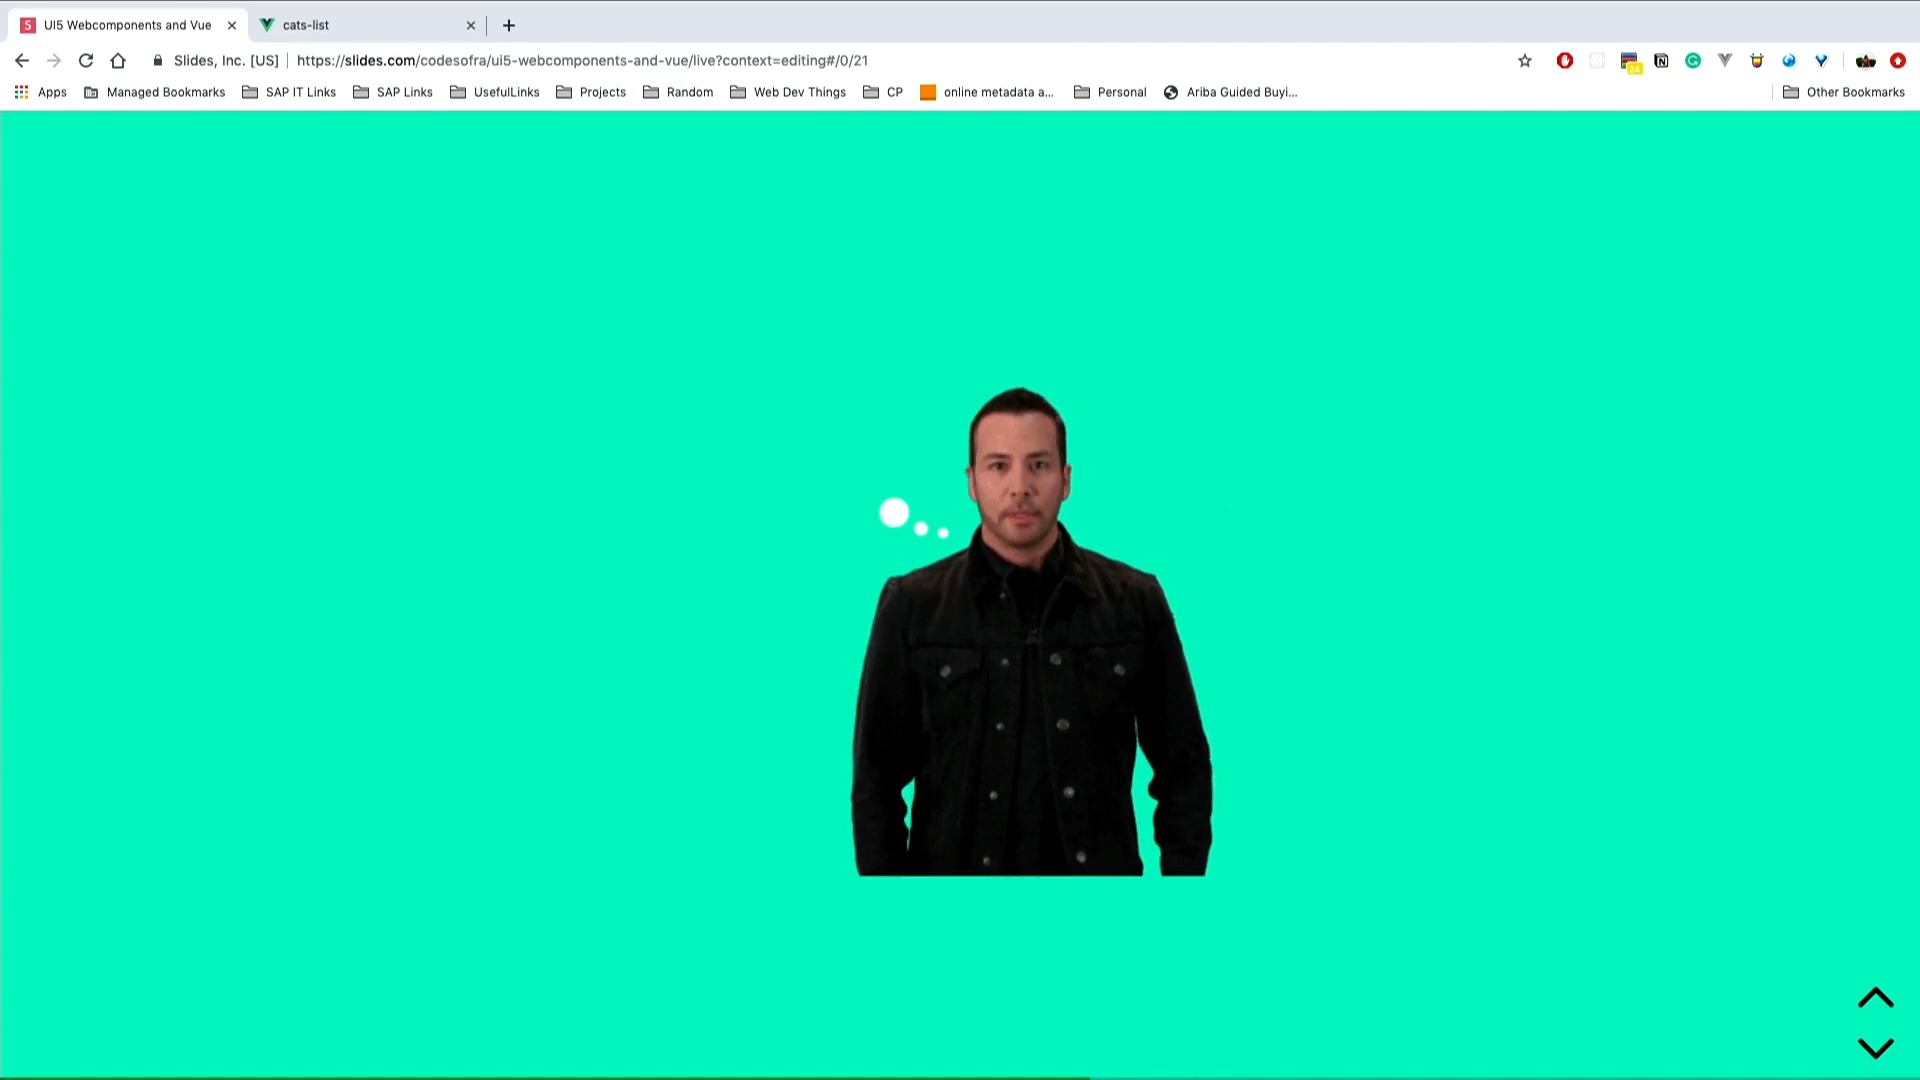 UI5 Webcomponents and Vue
cats-list
Slides, Inc. [US]
https://slides.com/codesofra/ui5-webcomponents-and-vue/live?context=editing#/0/21
Apps
Managed Bookmarks
SAP IT Links
SAP Links
UsefulLinks
Projects
Random
Web Dev Things
CP
online metadata a...
Personal
Ariba Guided Buyi...
Other Bookmarks